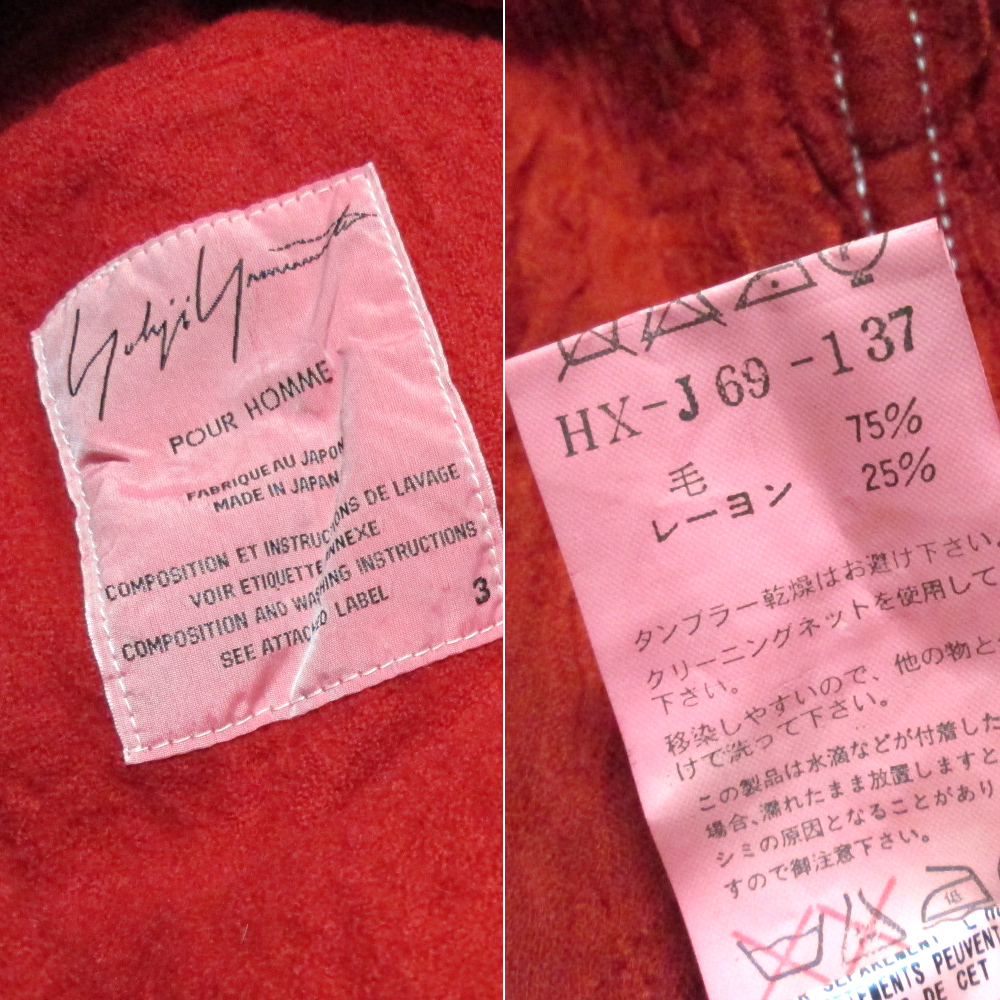 Yohji Yamamoto
POUR HOMME
FABRIQUE AU JAPON
MADE IN JAPAN
COMPOSITION ET INSTRUCTIONS DE LAVAGE
VOIR ETIQUETTE ANNEXE
COMPOSITION AND WASHING INSTRUCTIONS
SEE ATTACHED LABEL
3
HX-J69-137
毛 75%
レーヨン 25%
タンブラー乾燥はお避け下さい。
クリーニングネットを使用して
下さい。
移染しやすいので、他の物と
けで洗って下さい。
この製品は水滴などが付着した
場合、濡れたまま放置しますと
シミの原因となることがあり
すので御注意下さい。
低
SEPAREMENT
PEUVENT
DE CET